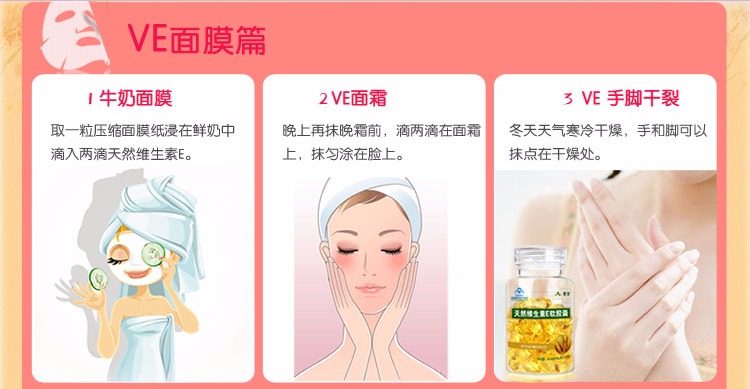 VE面膜篇
1 牛奶面膜
取一粒压缩面膜纸浸在鲜奶中
滴入两滴天然维生素E。
2 VE面霜
晚上再抹晚霜前，滴两滴在面霜
上，抹匀涂在脸上。
3 VE 手脚干裂
冬天天气寒冷干燥，手和脚可以
抹点在干燥处。
天然维生素E软胶囊